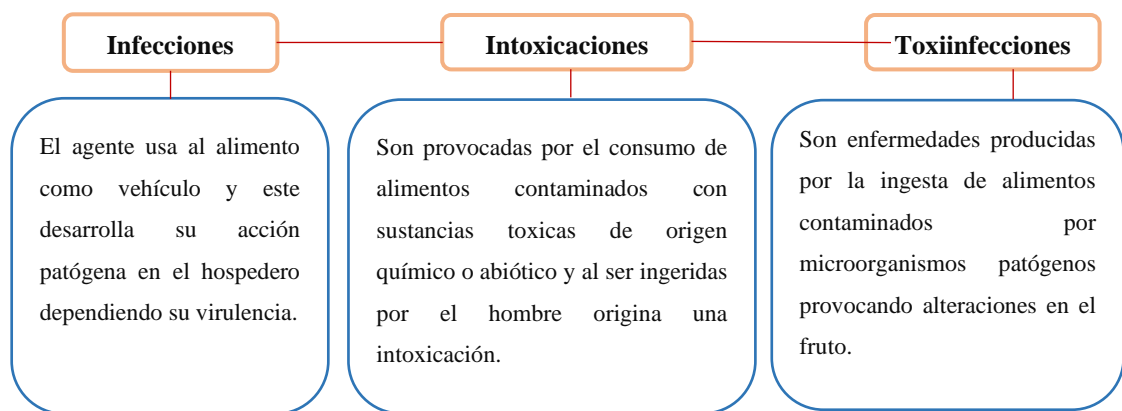 Infecciones
Intoxicaciones
Toxiinfecciones
El agente usa al alimento
como vehículo y este
desarrolla su acción
patógena en el hospedero
dependiendo su virulencia.
Son provocadas por el consumo de
alimentos contaminados con
sustancias toxicas de origen
químico o abiótico y al ser ingeridas
por el hombre origina una
intoxicación.
Son enfermedades producidas
por la ingesta de alimentos
contaminados por
microorganismos patógenos
provocando alteraciones en el
fruto.